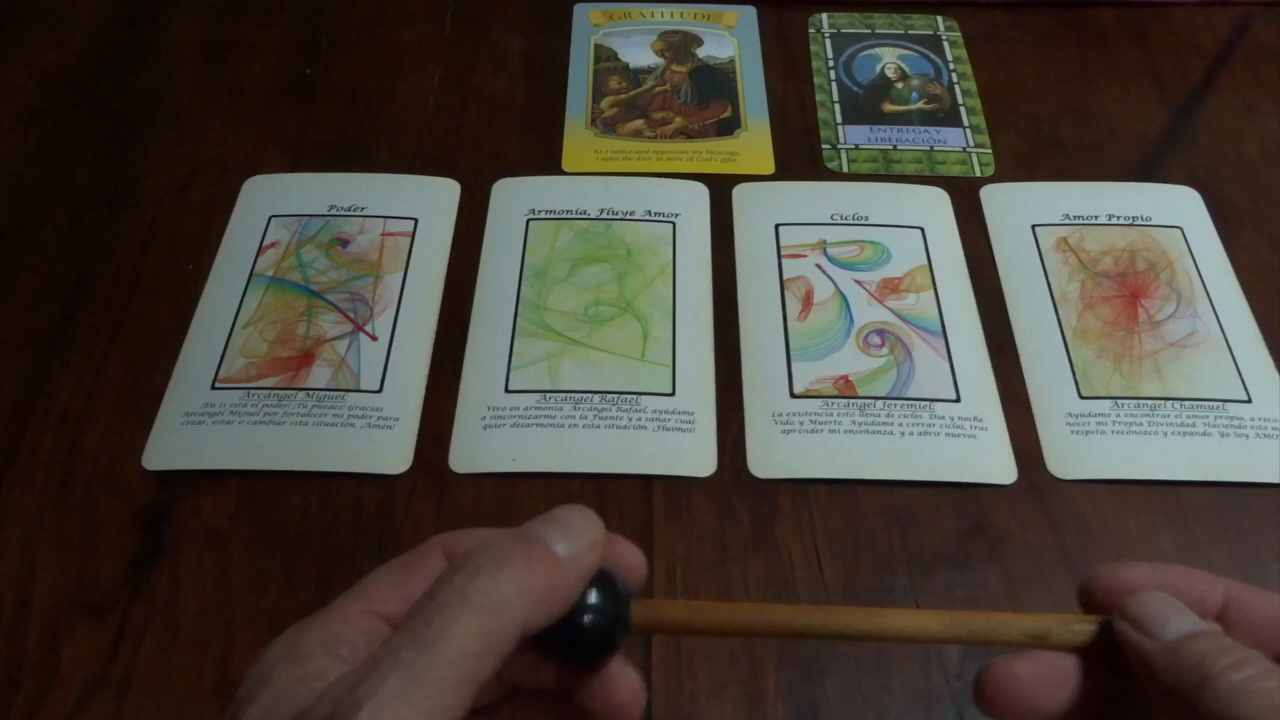 GRATITUDE
As I notice and appreciate my blessings,
I open the door to more of God's gifts.
ENTREGA Y
LIBERACIÓN
Poder
Arcángel Miguel:
¡En ti está el poder! ¡Tú puedes! Gracias
Arcángel Miguel por fortalecer mi poder para
crear, estar o cambiar esta situación. ¡Amén!
Armonía, Fluye Amor
Arcángel Rafael:
Vivo en armonía. Arcángel Rafael, ayúdame
a sincornizarme con la Fuente y a sanar cual-
quier desarmonía en esta situación. ¡Fluimos!
Ciclos
Arcángel Jeremiel:
La existencia está llena de ciclos. Día y noche.
Vida y Muerte. Ayúdame a cerrar ciclos, tras
aprender mi enseñanza, y a abrir nuevos.
Amor Propio
Arcángel Chamuel:
Ayúdame a encontrar el amor propio, a reco
nocer mi Propia Divinidad. Haciendo esto m
respeto, reconozco y expando. Yo Soy AMO